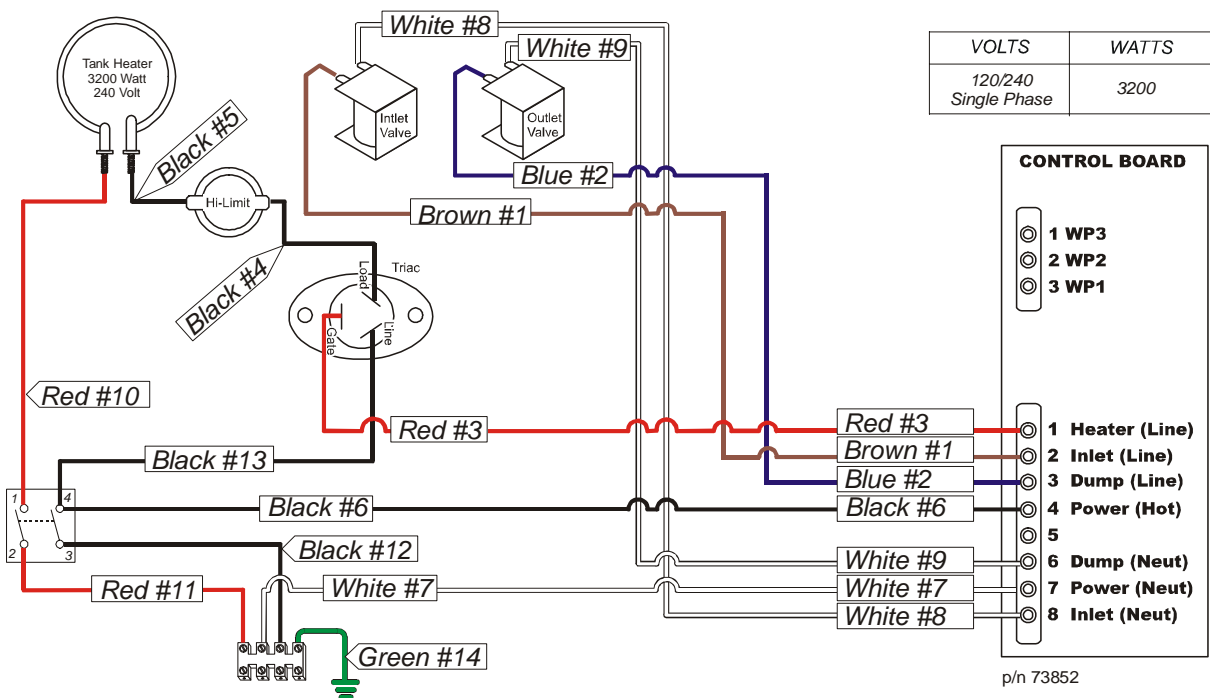 White #8
White #9
VOLTS WATTS
120/240
Single Phase
3200
Tank Heater
3200 Watt
240 Volt
Inlet
Valve
Outlet
Valve
Black #5
Hi-Limit
Blue #2
Brown #1
CONTROL BOARD
1 WP3
2 WP2
3 WP1
Black #4
Load
Triac
Gate
Line
Red #10
Red #3
Red #3
1 Heater (Line)
Black #13
Brown #1
2 Inlet (Line)
Blue #2
3 Dump (Line)
1
4
2
3
Black #6
Black #6
4 Power (Hot)
5
Black #12
White #9
6 Dump (Neut)
Red #11
White #7
White #7
7 Power (Neut)
White #8
8 Inlet (Neut)
Green #14
p/n 73852